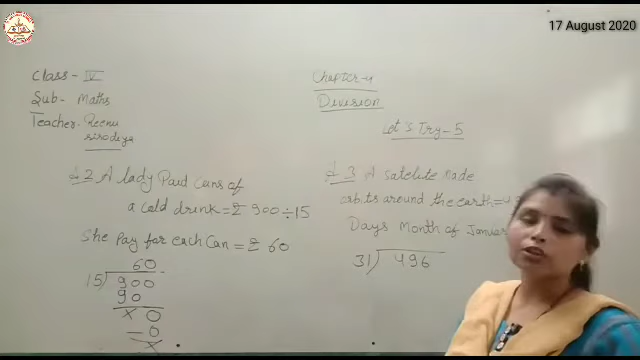 17 August 2020
Class - IV
Sub- Maths
Teacher- Reenu
sisodiya
Chapter-4
Division
Let's Try-5
Q 2 A lady Paid Cans of
a cold drink = ₹ 900 ÷ 15
She Pay for each Can = ₹ 60
60
15) 900
90
x 0
- 0
x
Q 3 A satelite made
orbits around the earth = 4
Days Month of Januar
31) 496